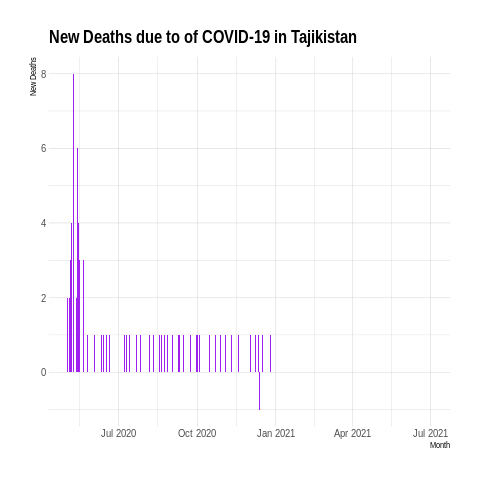 New Deaths due to of COVID-19 in Tajikistan
New Deaths
8
6
4
2
0
Jul 2020 Oct 2020 Jan 2021 Apr 2021 Jul 2021
Month